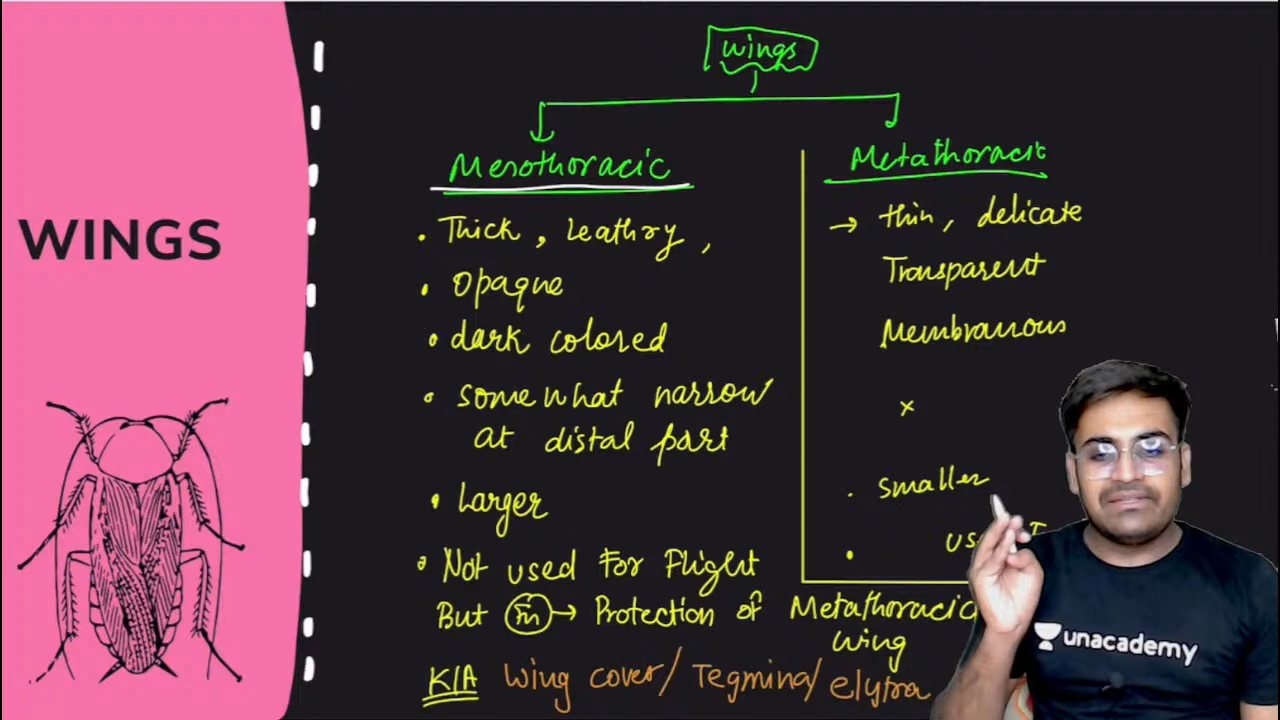 wings
WINGS
Mesothoracic
. Thick, Leathry,
. Opaque
. dark colored
. somewhat narrow
at distal part
. Larger
. Not used For Flight
But fn → Protection of Metathoracic
wing
K/A wing cover/Tegmina/elytra
Metathoracic
→ thin, delicate
Transparent
Membranous
x
. smaller
.
unacademy